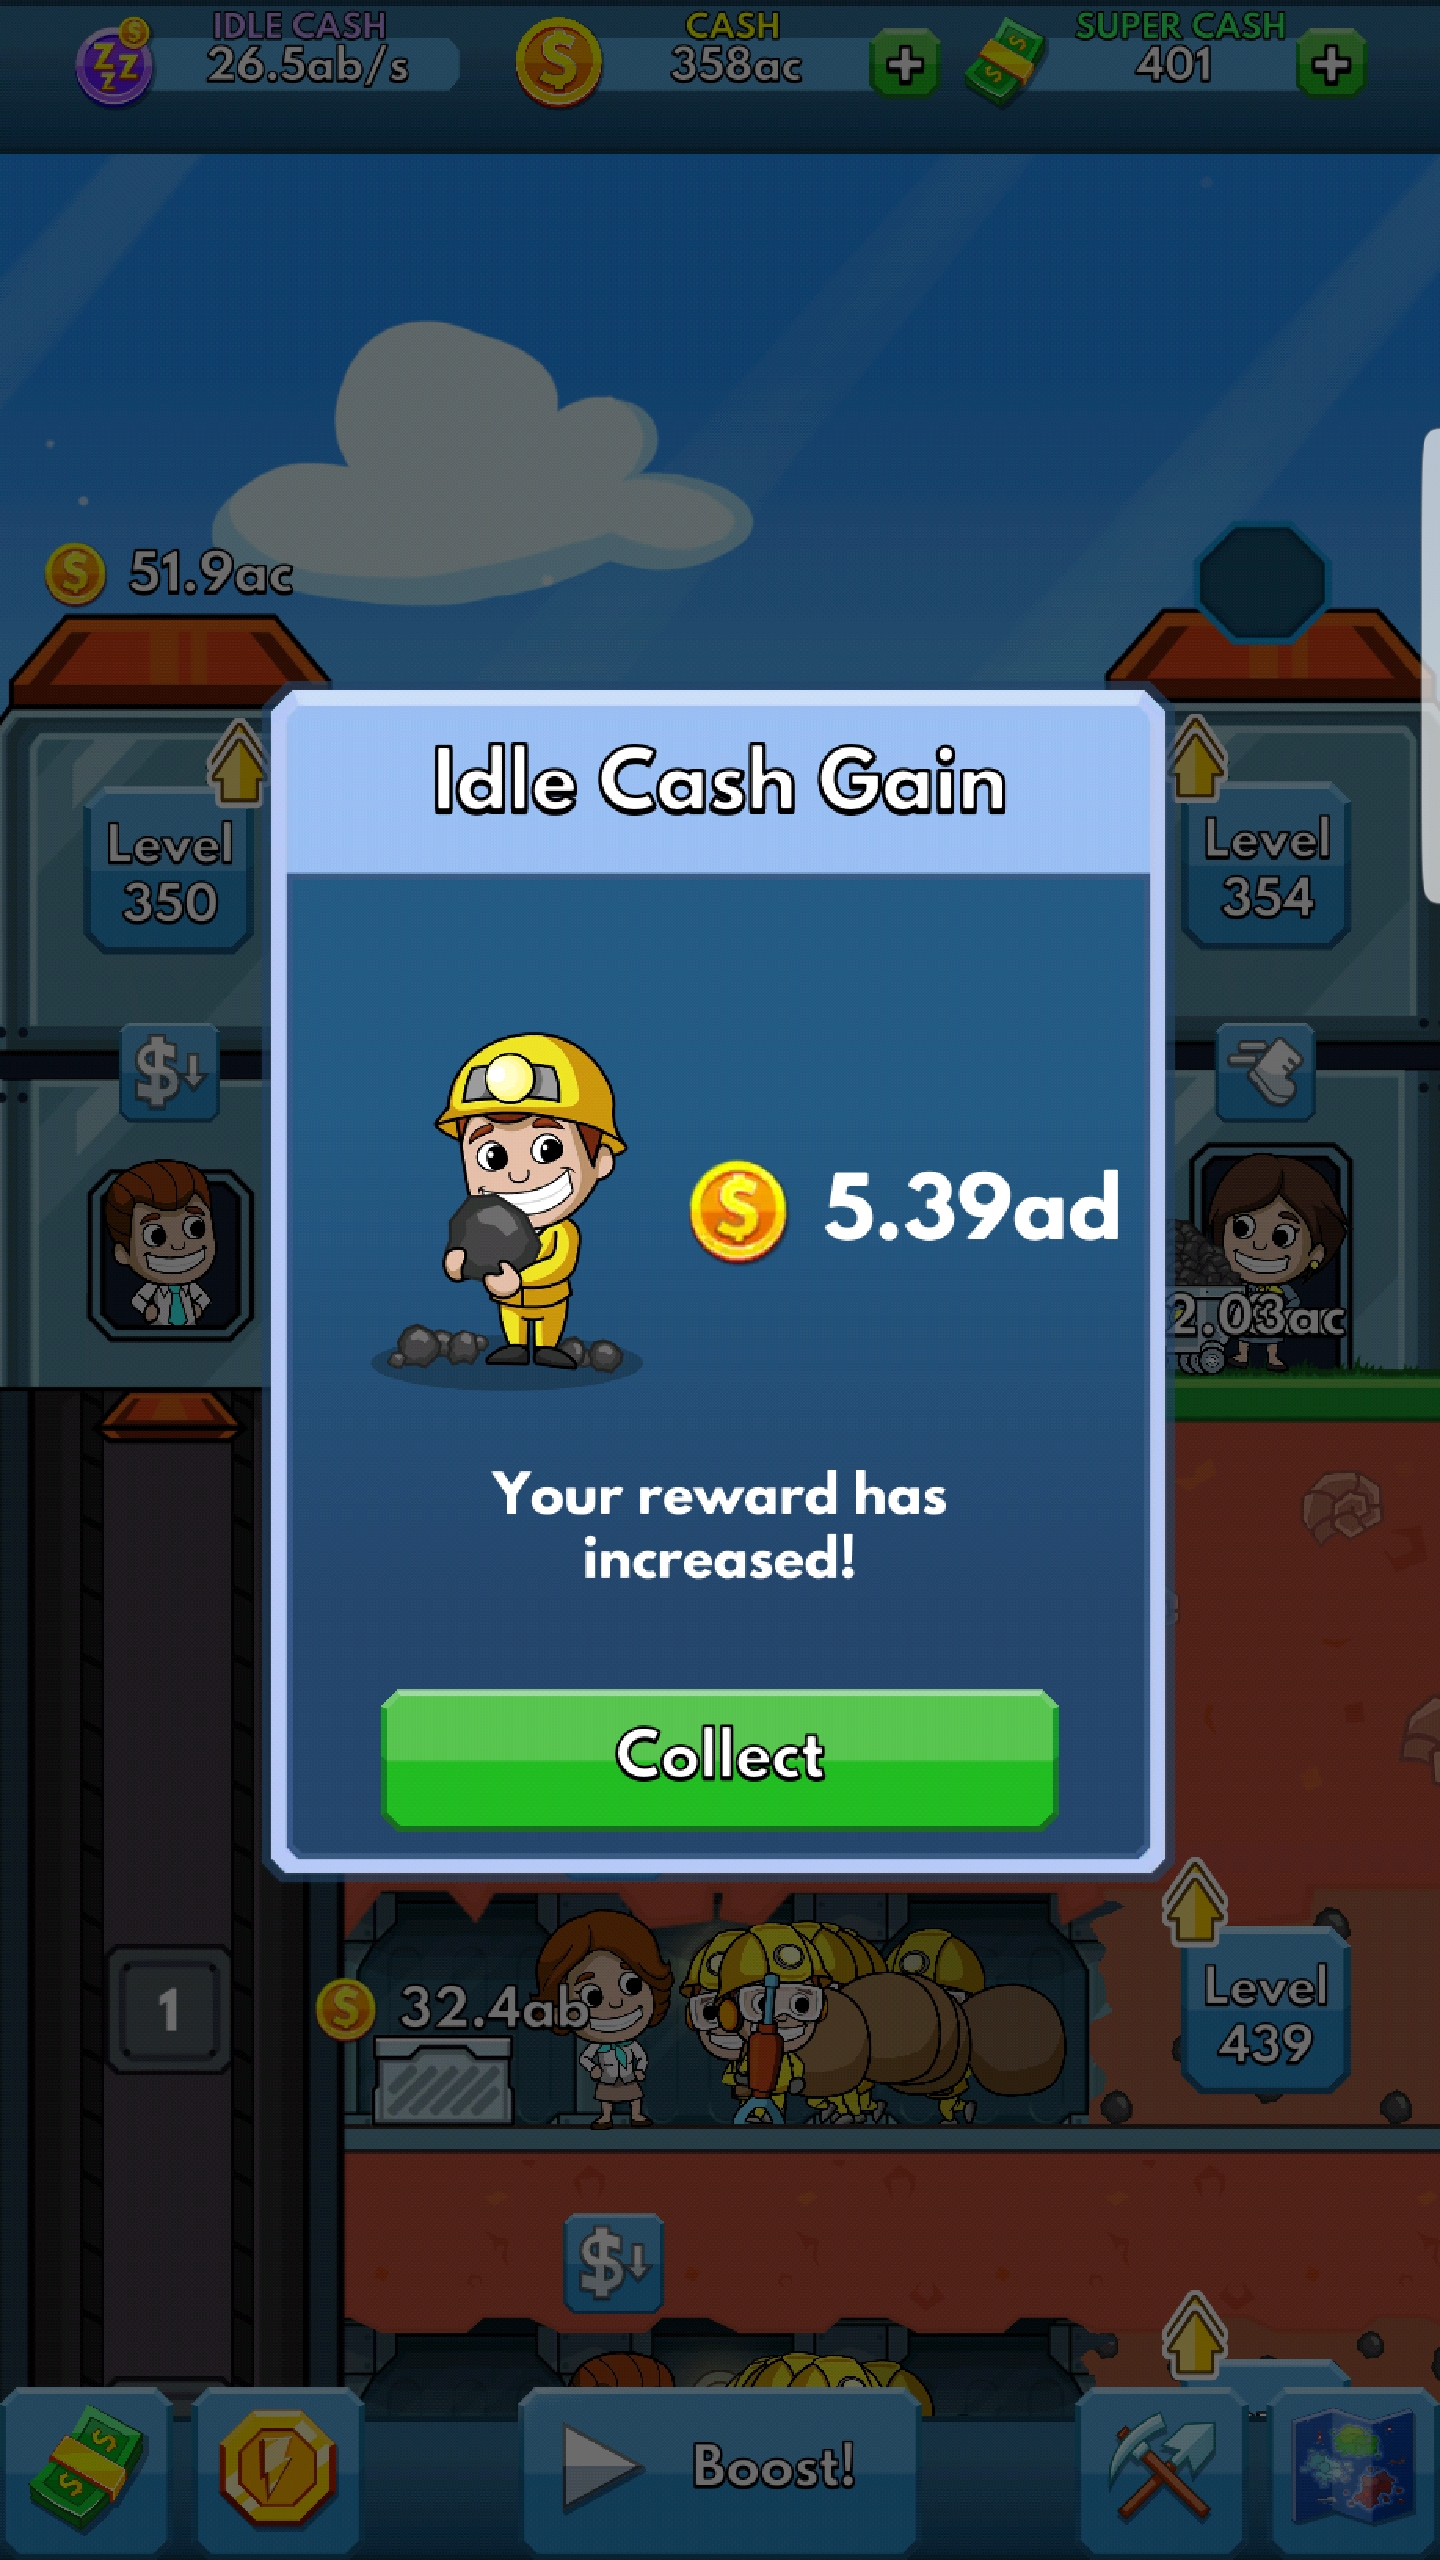 IDLE CASH
26.5ab/s
CASH
358ac
SUPER CASH
401
51.9ac
Level
350
Level
354
Idle Cash Gain
5.39ad
2.03ac
Your reward has
increased!
Collect
1
32.4ab
Level
439
Boost!